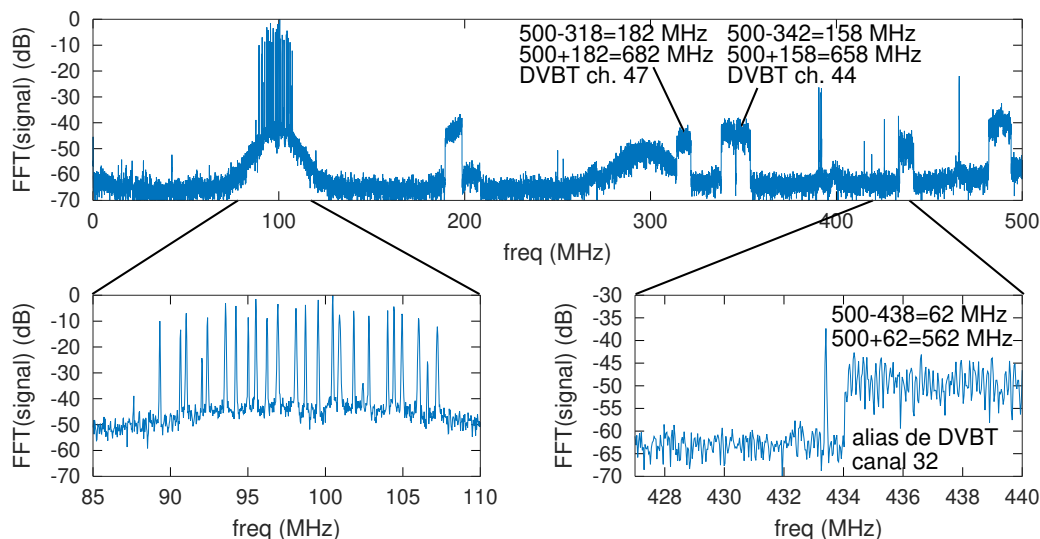 0
-10
-20
-30
-40
-50
-60
-70
FFT(signal) (dB)
500-318=182 MHz
500+182=682 MHz
DVBT ch. 47
500-342=158 MHz
500+158=658 MHz
DVBT ch. 44
0 100 200 300 400 500
freq (MHz)
0
-10
-20
-30
-40
-50
-60
-70
FFT(signal) (dB)
85 90 95 100 105 110
freq (MHz)
-30
-35
-40
-45
-50
-55
-60
-65
-70
FFT(signal) (dB)
500-438=62 MHz
500+62=562 MHz
alias de DVBT
canal 32
428 430 432 434 436 438 440
freq (MHz)